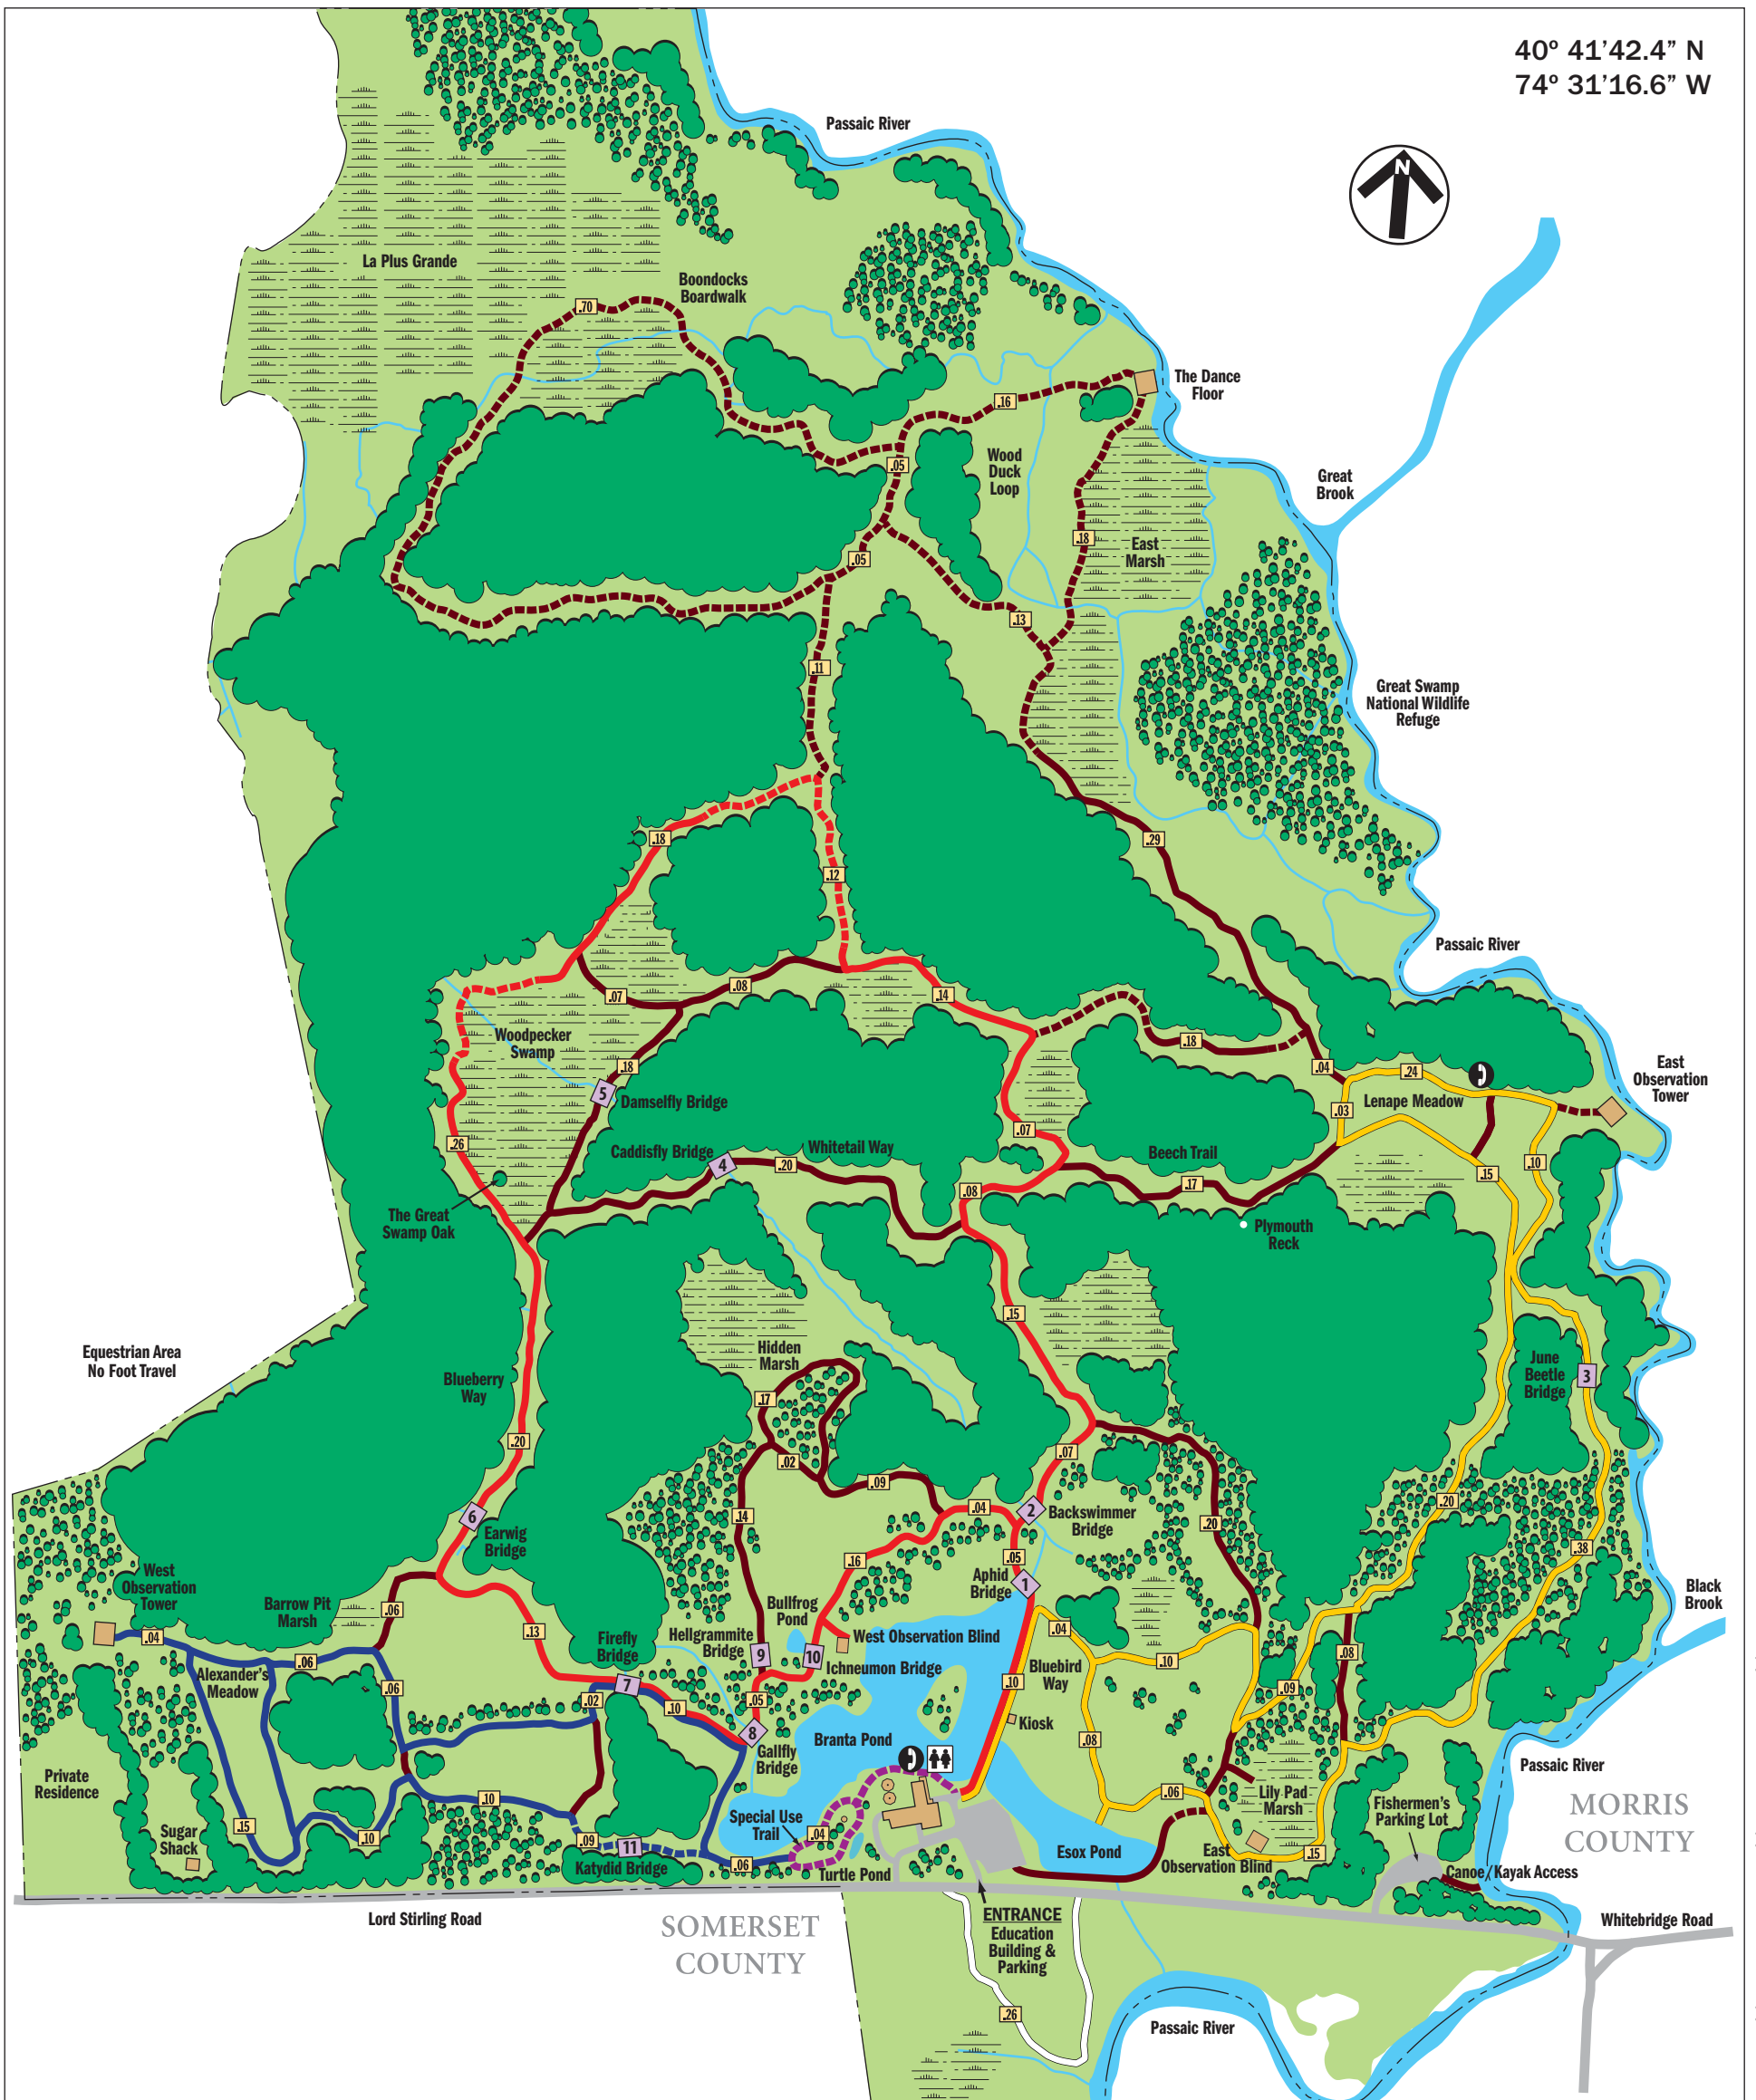 40º 41’42.4” N
74º 31’16.6” W
N
Passaic River
La Plus Grande
Boondocks
Boardwalk
.70
The Dance
Floor
.16
Wood
Duck
Loop
.05
Great
Brook
.18
East
Marsh
.05
.13
.11
Great Swamp
National Wildlife
Refuge
.18
.29
.12
Passaic River
.08
.07
.14
Woodpecker
Swamp
.18
.18
.04
.24
East
Observation
Tower
5
Damselfly Bridge
Lenape Meadow
.03
.07
.26
Caddisfly Bridge
4
.20
Whitetail Way
Beech Trail
.10
.15
.17
.08
The Great
Swamp Oak
Plymouth
Reck
.15
Equestrian Area
No Foot Travel
Hidden
Marsh
June
Beetle
Bridge
3
Blueberry
Way
.17
.20
.07
.02
.09
.20
.04
2
Backswimmer
Bridge
.14
6
Earwig
Bridge
.20
.38
.05
.16
Aphid
Bridge
1
West
Observation
Tower
Barrow Pit
Marsh
.06
Bullfrog
Pond
Black
Brook
.04
.13
Firefly
Bridge
Hellgrammite
Bridge
9
West Observation Blind
.04
10
Ichneumon Bridge
.06
.10
.08
Alexander's
Meadow
.06
7
.02
.10
.05
.10
Bluebird
Way
.09
Kiosk
8
Gallfly
Bridge
Branta Pond
.08
Passaic River
Private
Residence
.10
.06
Lily Pad
Marsh
Fishermen's
Parking Lot
MORRIS
COUNTY
.15
.10
Sugar
Shack
Special Use
Trail
.04
.09
11
Katydid Bridge
.06
Turtle Pond
Esox Pond
East
Observation Blind
.15
Canoe / Kayak Access
Lord Stirling Road
SOMERSET
COUNTY
ENTRANCE
Education
Building &
Parking
Whitebridge Road
.26
Passaic River